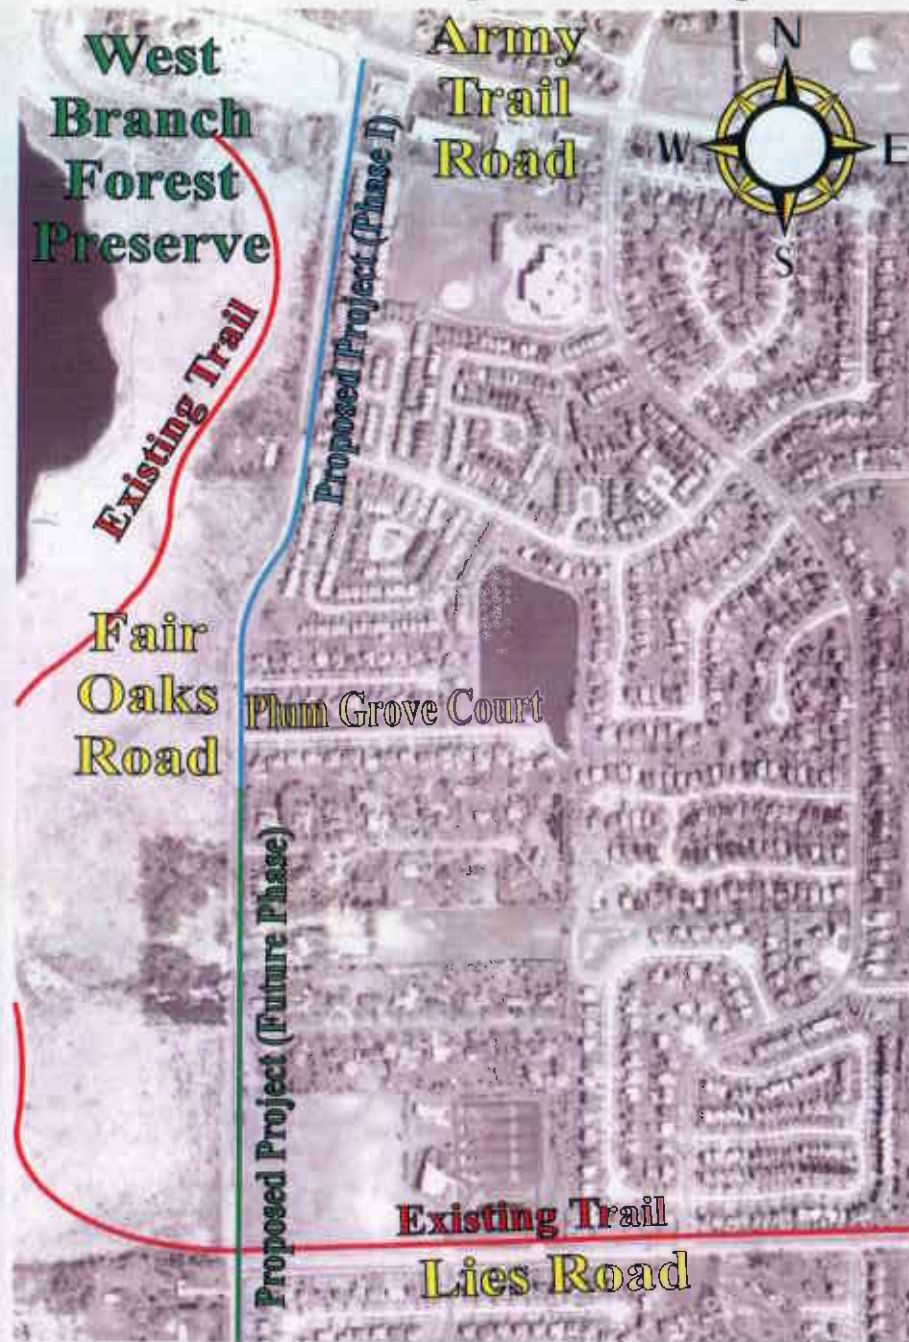 West
Branch
Forest
Preserve
Army
Trail
Road
N
W
E
S
Proposed Project (Phase I)
Existing Trail
Fair
Oaks
Road
Plum Grove Court
Proposed Project (Future Phase)
Existing Trail
Lies Road